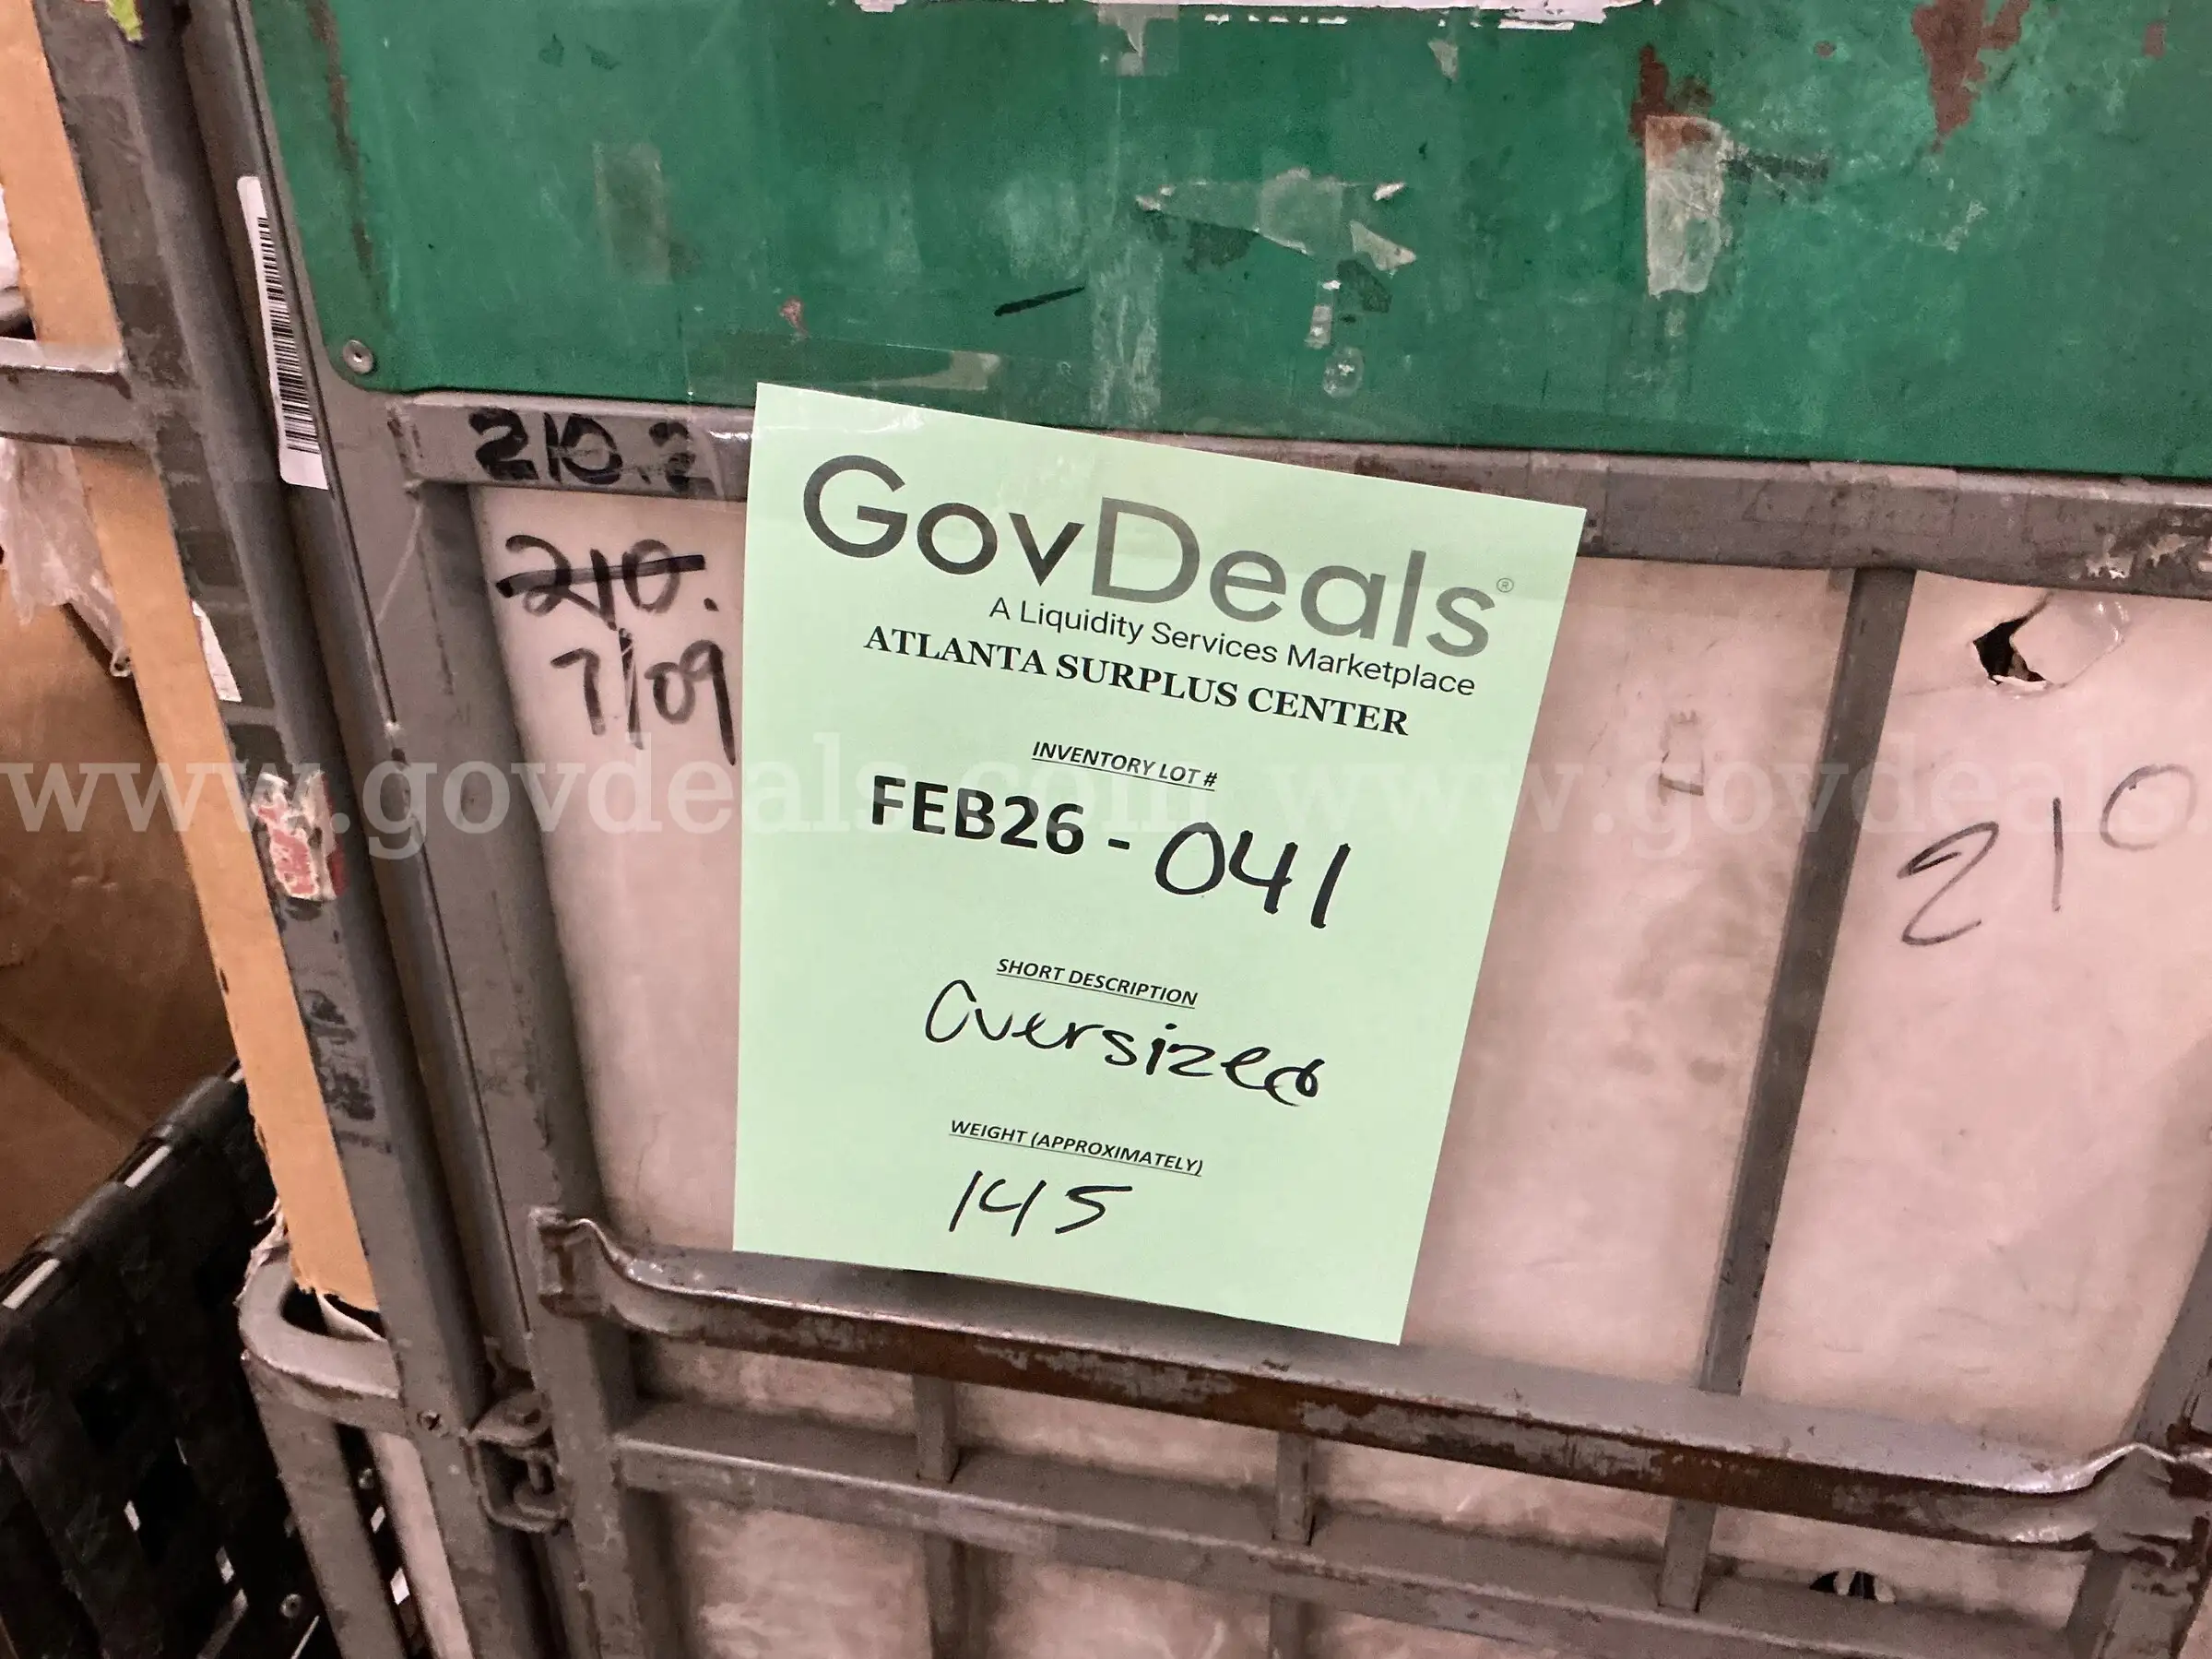 210.2
210.
7/09
GovDeals®
A Liquidity Services Marketplace
ATLANTA SURPLUS CENTER
INVENTORY LOT #
FEB26 - 041
SHORT DESCRIPTION
Oversized
WEIGHT (APPROXIMATELY)
145
210
www.govdeals.com www.govdeals.